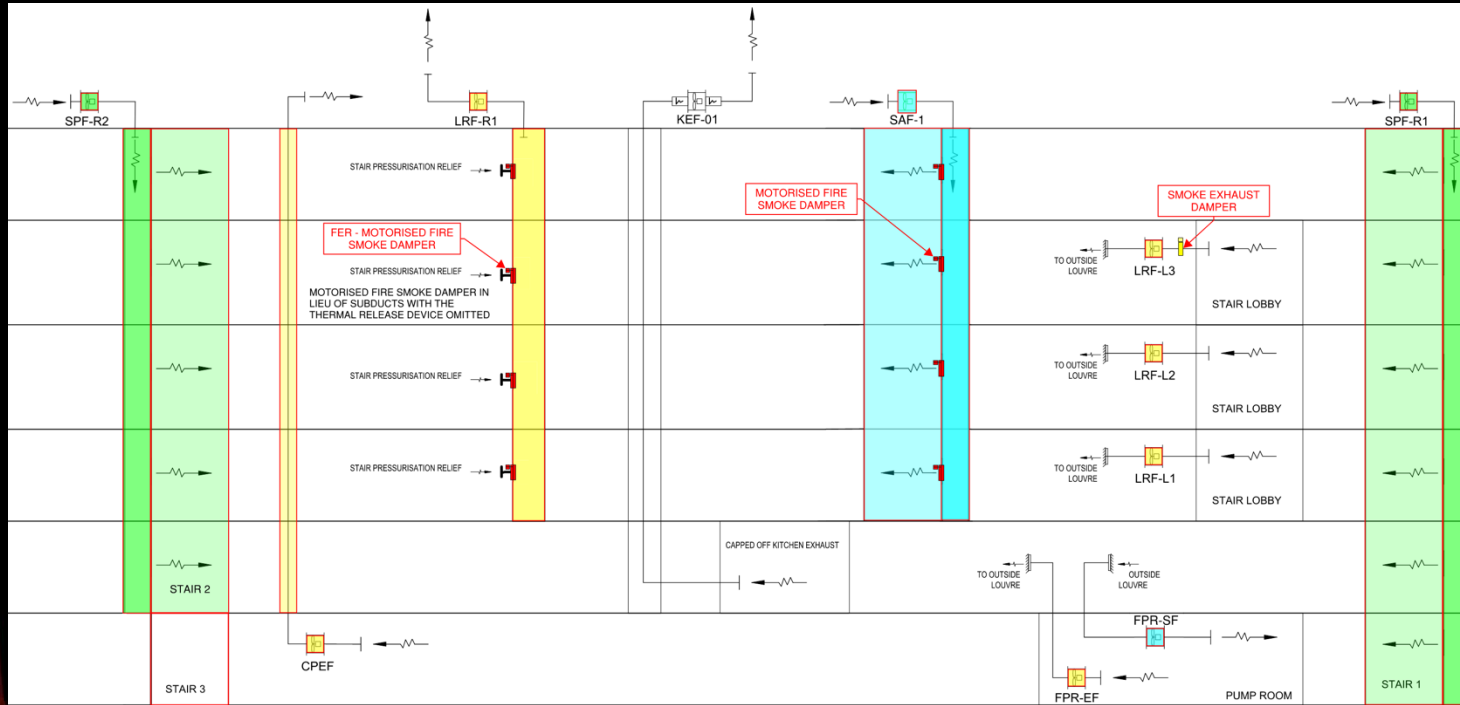 SPF-R2
LRF-R1
KEF-01
SAF-1
SPF-R1
STAIR PRESSURISATION RELIEF
MOTORISED FIRE
SMOKE DAMPER
SMOKE EXHAUST
DAMPER
FER - MOTORISED FIRE
SMOKE DAMPER
STAIR PRESSURISATION RELIEF
MOTORISED FIRE SMOKE DAMPER IN
LIEU OF SUBDUCTS WITH THE
THERMAL RELEASE DEVICE OMITTED
TO OUTSIDE
LOUVRE
LRF-L3
STAIR LOBBY
STAIR PRESSURISATION RELIEF
TO OUTSIDE
LOUVRE
LRF-L2
STAIR LOBBY
STAIR PRESSURISATION RELIEF
TO OUTSIDE
LOUVRE
LRF-L1
STAIR LOBBY
CAPPED OFF KITCHEN EXHAUST
TO OUTSIDE
LOUVRE
OUTSIDE
LOUVRE
STAIR 2
FPR-SF
CPEF
FPR-EF
PUMP ROOM
STAIR 3
STAIR 1